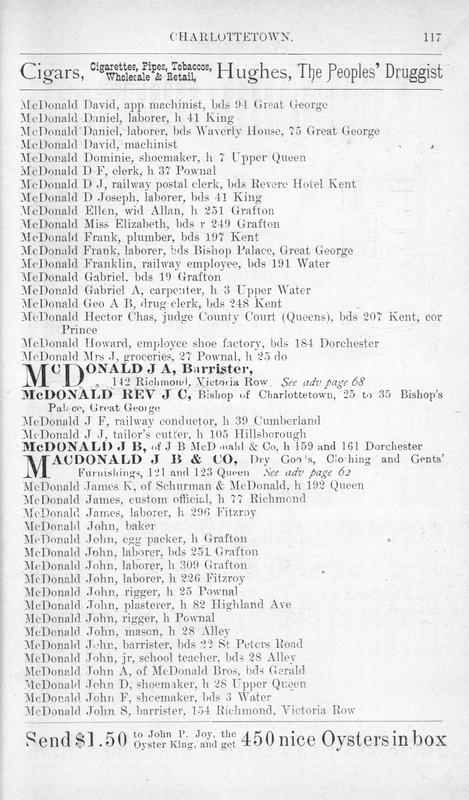 CHARLOTTETOWN. 117
Cigars, Cigarettes, Pipes, Tobaccos, Wholesale & Retail, Hughes, The Peoples' Druggist
McDonald David, app machinist, bds 94 Great George
McDonald Daniel, laborer, h 41 King
McDonald Daniel, laborer, bds Waverly House, 75 Great George
McDonald David, machinist
McDonald Dominie, shoemaker, h 7 Upper Queen
McDonald D F, clerk, h 37 Pownal
McDonald D J, railway postal clerk, bds Revere Hotel Kent
McDonald D Joseph, laborer, bds 41 King
McDonald Ellen, wid Allan, h 251 Grafton
McDonald Miss Elizabeth, bds r 249 Grafton
McDonald Frank, plumber, bds 197 Kent
McDonald Frank, laborer, bds Bishop Palace, Great George
McDonald Franklin, railway employee, bds 191 Water
McDonald Gabriel, bds 19 Grafton
McDonald Gabriel A, carpenter, h 3 Upper Water
McDonald Geo A B, drug clerk, bds 248 Kent
McDonald Hector Chas, judge County Court (Queens), bds 207 Kent, cor
Prince
McDonald Howard, employee shoe factory, bds 184 Dorchester
McDonald Mrs J, groceries, 27 Pownal, h 25 do
McDONALD J A, Barrister,
142 Richmond, Victoria Row See adv page 68
McDONALD REV J C, Bishop of Charlottetown, 25 to 35 Bishop's
Palace, Great George
McDonald J F, railway conductor, h 39 Cumberland
McDonald J J, tailor's cutter, h 105 Hillsborough
McDONALD J B, of J B McDonald & Co, h 159 and 161 Dorchester
MACDONALD J B & CO, Dry Goods, Clothing and Gents'
Furnishings, 121 and 123 Queen See adv page 62
McDonald James K, of Schurman & McDonald, h 192 Queen
McDonald James, custom official, h 77 Richmond
McDonald James, laborer, h 296 Fitzroy
McDonald John, baker
McDonald John, egg packer, h Grafton
McDonald John, laborer, bds 251 Grafton
McDonald John, laborer, h 309 Grafton
McDonald John, laborer, h 226 Fitzroy
McDonald John, rigger, h 25 Pownal
McDonald John, plasterer, h 82 Highland Ave
McDonald John, rigger, h Pownal
McDonald John, mason, h 28 Alley
McDonald John, barrister, bds 22 St Peters Road
McDonald John, jr, school teacher, bds 28 Alley
McDonald John A, of McDonald Bros, bds Gerald
McDonald John D, shoemaker, h 28 Upper Queen
McDonald John F, shoemaker, bds 3 Water
McDonald John S, barrister, 154 Richmond, Victoria Row
Send $1.50 to John P. Joy, the Oyster King, and get 450 nice Oysters in box